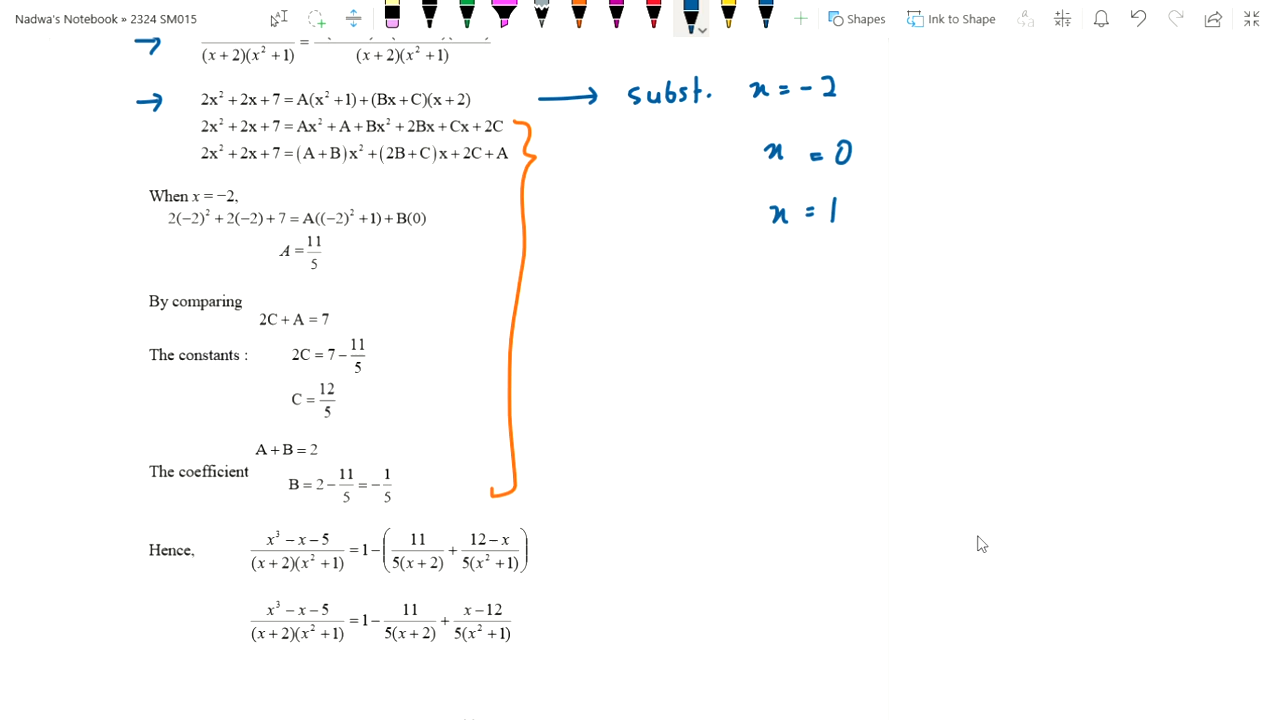 Nadwa's Notebook » 2324 SM015
Shapes
Ink to Shape
(x + 2)(x² + 1) = (x + 2)(x² + 1)
2x² + 2x + 7 = A(x² + 1) + (Bx + C)(x + 2)
subst. x = -2
2x² + 2x + 7 = Ax² + A + Bx² + 2Bx + Cx + 2C
2x² + 2x + 7 = (A + B)x² + (2B + C)x + 2C + A
x = 0
When x = −2,
x = 1
2(−2)² + 2(−2) + 7 = A((−2)² + 1) + B(0)
A = 11/5
By comparing
2C + A = 7
The constants : 2C = 7 − 11/5
C = 12/5
A + B = 2
The coefficient
B = 2 − 11/5 = − 1/5
Hence, x³ − x − 5/(x + 2)(x² + 1) = 1 − (11/5(x + 2) + 12 − x/5(x² + 1))
x³ − x − 5/(x + 2)(x² + 1) = 1 − 11/5(x + 2) + x − 12/5(x² + 1)